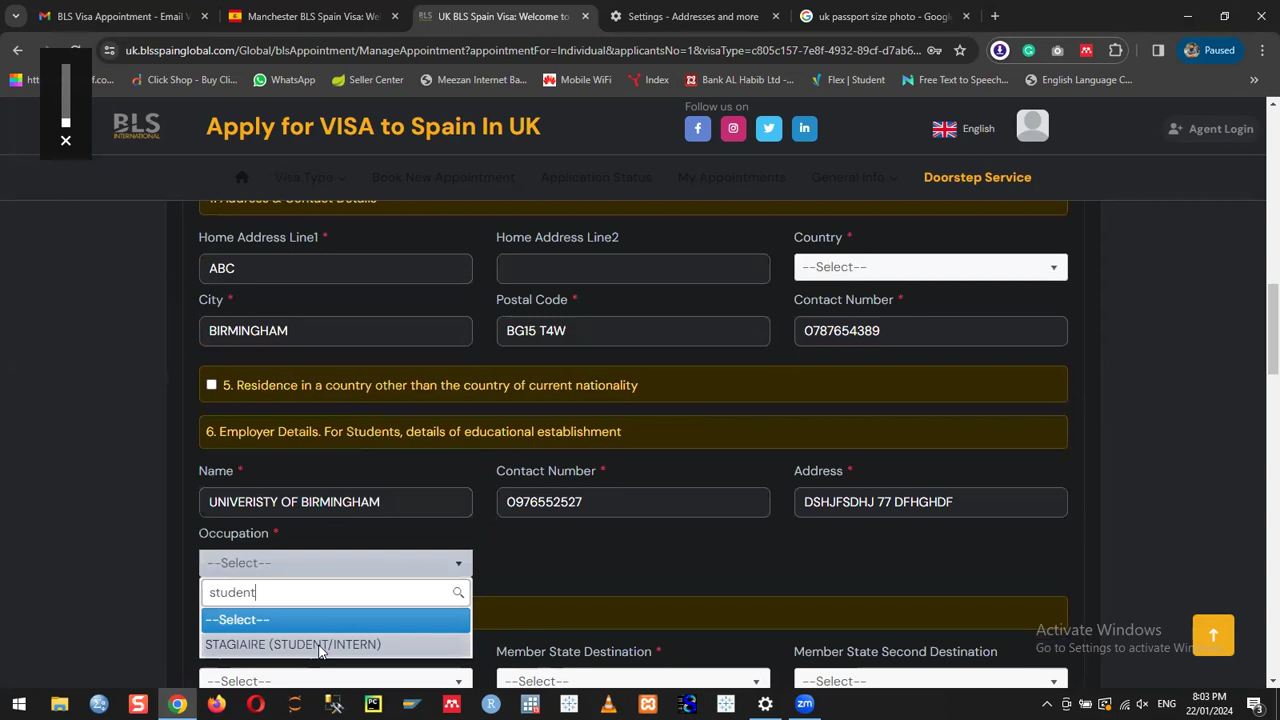 BLS Visa Appointment - Email V
Manchester BLS Spain Visa: Wel
UK BLS Spain Visa: Welcome to
Settings - Addresses and more
uk passport size photo - Google
uk.blsspainglobal.com/Global/blsAppointment/ManageAppointment?appointmentFor=Individual&applicantsNo=1&visaType=c805c157-7e8f-4932-89cf-d7ab6...
Paused
Click Shop - Buy Cli...
WhatsApp
Seller Center
Meezan Internet Ba...
Mobile WiFi
Index
Bank AL Habib Ltd -...
Flex | Student
Free Text to Speech...
English Language C...
BLS
INTERNATIONAL
Apply for VISA to Spain In UK
Follow us on
English
Agent Login
Visa Type
Book New Appointment
Application Status
My Appointments
General Info
Doorstep Service
Address & Contact Details
Home Address Line1 *
Home Address Line2
Country *
ABC
--Select--
City *
Postal Code *
Contact Number *
BIRMINGHAM
BG15 T4W
0787654389
5. Residence in a country other than the country of current nationality
6. Employer Details. For Students, details of educational establishment
Name *
Contact Number *
Address *
UNIVERISTY OF BIRMINGHAM
0976552527
DSHJFSDHJ 77 DFHGHDF
Occupation *
--Select--
student
--Select--
STAGIAIRE (STUDENT/INTERN)
Member State Destination *
Member State Second Destination
--Select--
--Select--
--Select--
Activate Windows
Go to Settings to activate Windows.
ENG
8:03 PM
22/01/2024